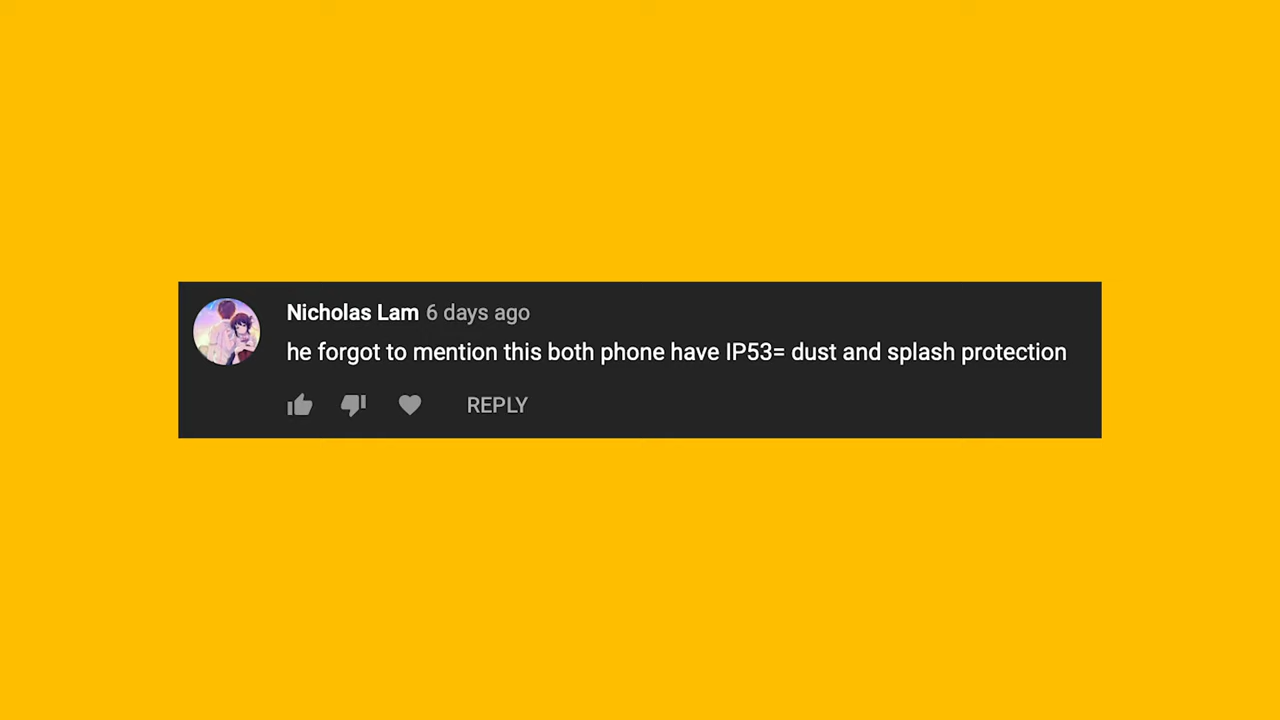 Nicholas Lam 6 days ago
he forgot to mention this both phone have IP53= dust and splash protection
REPLY